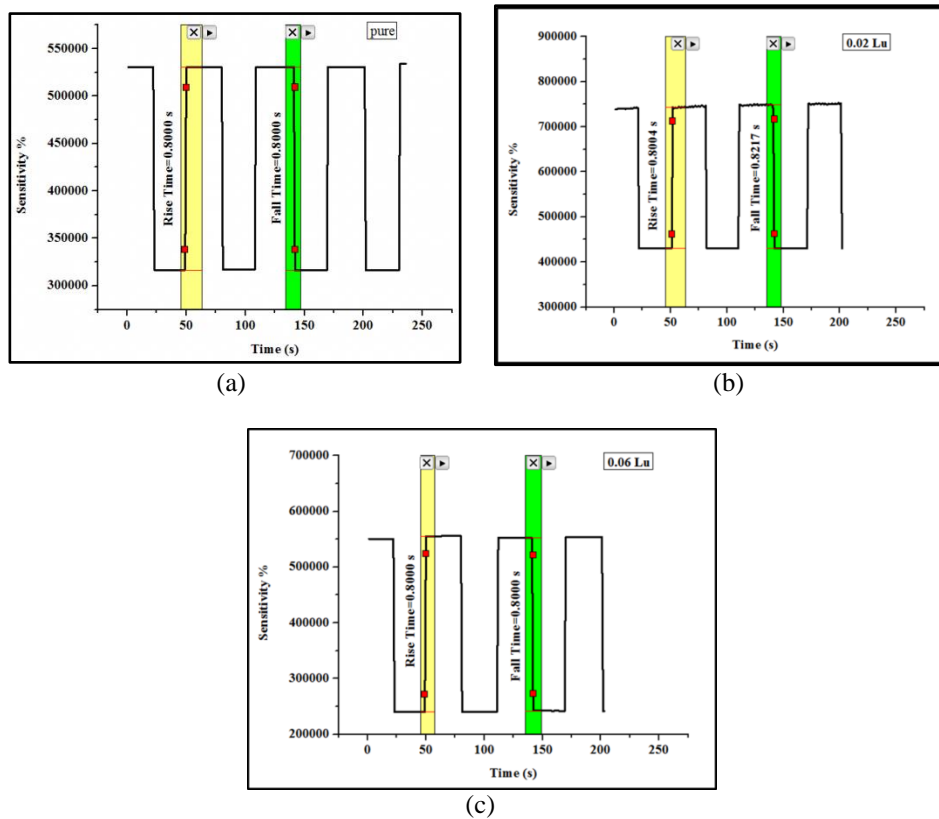 pure
550000
500000
450000
400000
350000
300000
Sensitivity %
Rise Time=0.8000 s
Fall Time=0.8000 s
0 50 100 150 200 250
Time (s)
(a)
0.02 Lu
900000
800000
700000
600000
500000
400000
300000
Sensitivity %
Rise Time=0.8004 s
Fall Time=0.8217 s
0 50 100 150 200 250
Time (s)
(b)
0.06 Lu
700000
600000
500000
400000
300000
200000
Sensitivity %
Rise Time=0.8000 s
Fall Time=0.8000 s
0 50 100 150 200 250
Time (s)
(c)